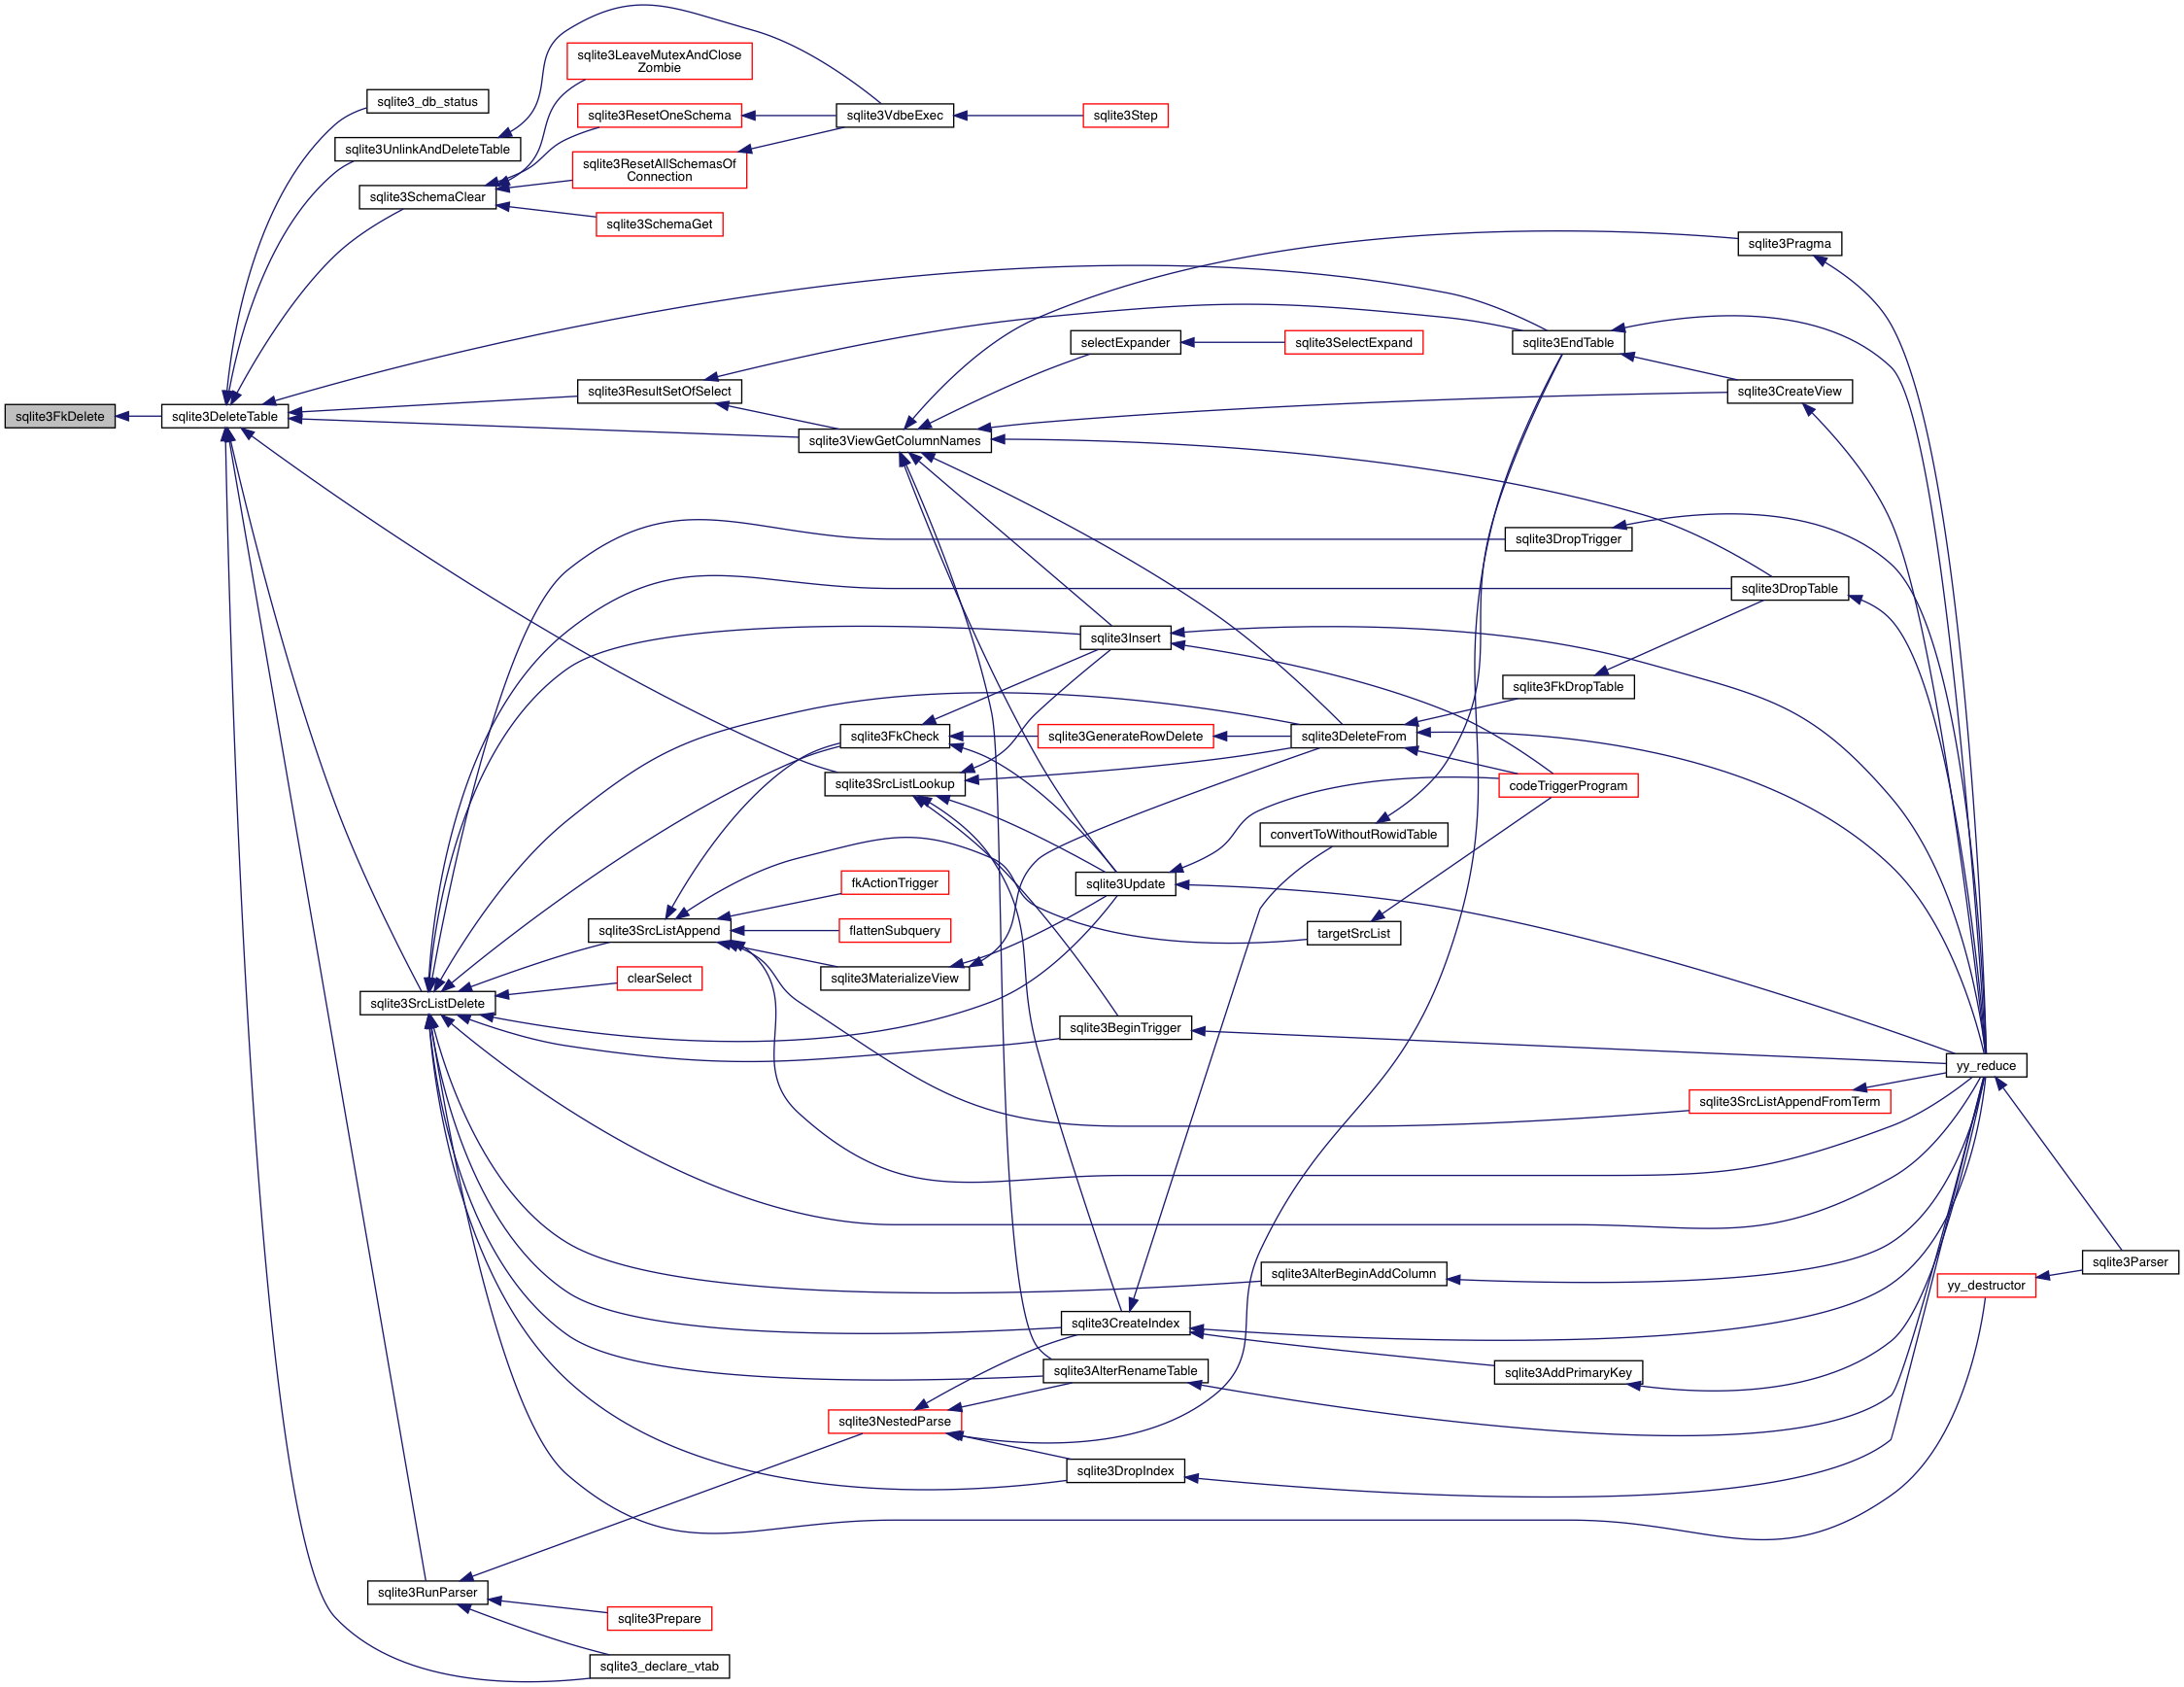 sqlite3LeaveMutexAndClose
Zombie
sqlite3_db_status
sqlite3ResetOneSchema
sqlite3VdbeExec
sqlite3Step
sqlite3UnlinkAndDeleteTable
sqlite3ResetAllSchemasOf
Connection
sqlite3SchemaClear
sqlite3SchemaGet
sqlite3Pragma
selectExpander
sqlite3SelectExpand
sqlite3EndTable
sqlite3ResultSetOfSelect
sqlite3CreateView
sqlite3FkDelete
sqlite3DeleteTable
sqlite3ViewGetColumnNames
sqlite3DropTrigger
sqlite3DropTable
sqlite3Insert
sqlite3FkDropTable
sqlite3FkCheck
sqlite3GenerateRowDelete
sqlite3DeleteFrom
sqlite3SrcListLookup
codeTriggerProgram
convertToWithoutRowidTable
fkActionTrigger
sqlite3Update
sqlite3SrcListAppend
flattenSubquery
targetSrcList
clearSelect
sqlite3MaterializeView
sqlite3SrcListDelete
sqlite3BeginTrigger
yy_reduce
sqlite3SrcListAppendFromTerm
sqlite3Parser
sqlite3AlterBeginAddColumn
yy_destructor
sqlite3CreateIndex
sqlite3AlterRenameTable
sqlite3AddPrimaryKey
sqlite3NestedParse
sqlite3DropIndex
sqlite3RunParser
sqlite3Prepare
sqlite3_declare_vtab